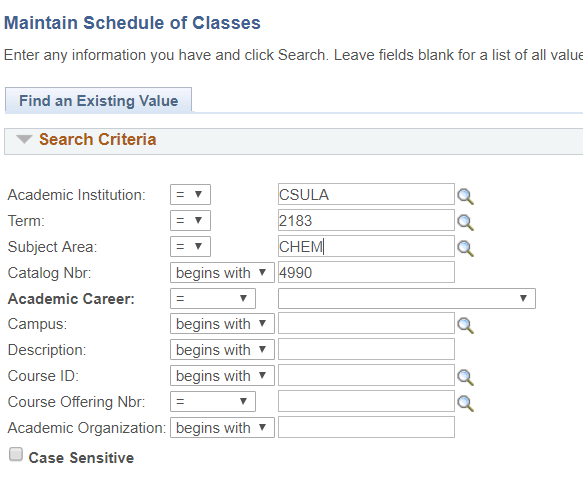 Maintain Schedule of Classes
Enter any information you have and click Search. Leave fields blank for a list of all value
Find an Existing Value
Search Criteria
Academic Institution: = CSULA
Term: = 2183
Subject Area: = CHEM
Catalog Nbr: begins with 4990
Academic Career: =
Campus: begins with
Description: begins with
Course ID: begins with
Course Offering Nbr: =
Academic Organization: begins with
Case Sensitive